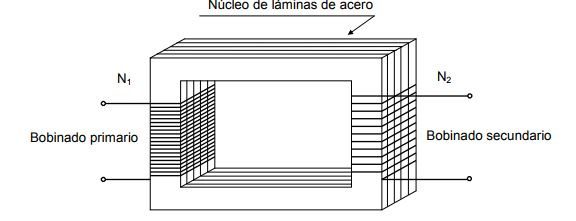 Núcleo de láminas de acero
N₁
N₂
Bobinado primario
Bobinado secundario